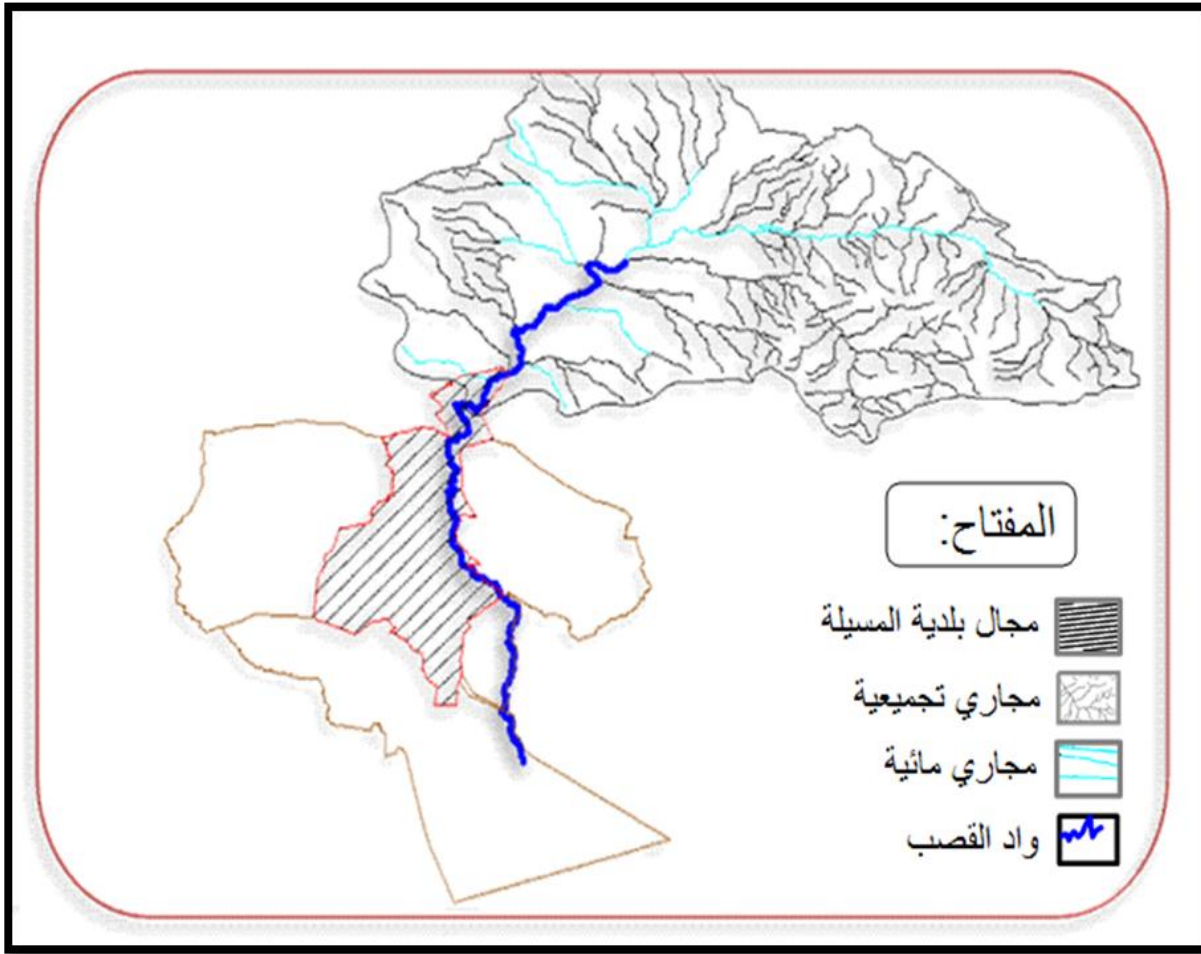 المفتاح:
مجال بلدية المسيلة
مجاري تجميعية
مجاري مائية
واد القصب